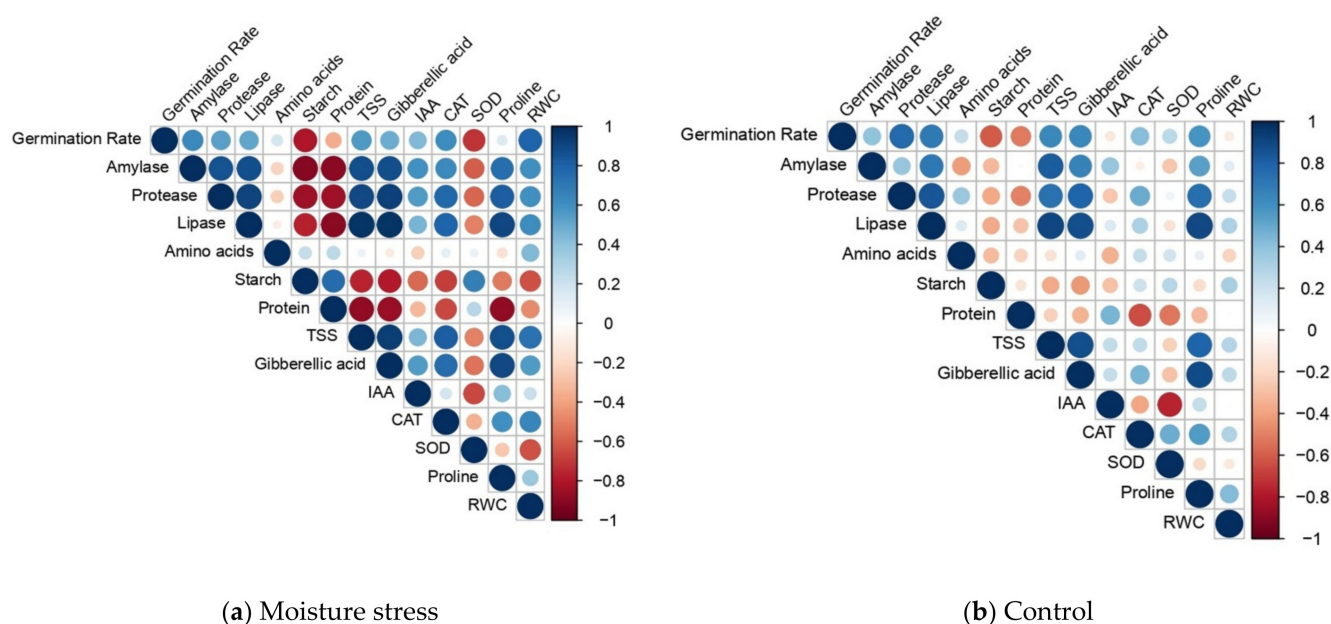 Germination Rate
Amylase
Protease
Lipase
Amino acids
Starch
Protein
TSS
Gibberellic acid
IAA
CAT
SOD
Proline
RWC
Germination Rate
Amylase
Protease
Lipase
Amino acids
Starch
Protein
TSS
Gibberellic acid
IAA
CAT
SOD
Proline
RWC
1
0.8
0.6
0.4
0.2
0
−0.2
−0.4
−0.6
−0.8
−1
(a) Moisture stress
Germination Rate
Amylase
Protease
Lipase
Amino acids
Starch
Protein
TSS
Gibberellic acid
IAA
CAT
SOD
Proline
RWC
Germination Rate
Amylase
Protease
Lipase
Amino acids
Starch
Protein
TSS
Gibberellic acid
IAA
CAT
SOD
Proline
RWC
1
0.8
0.6
0.4
0.2
0
−0.2
−0.4
−0.6
−0.8
−1
(b) Control